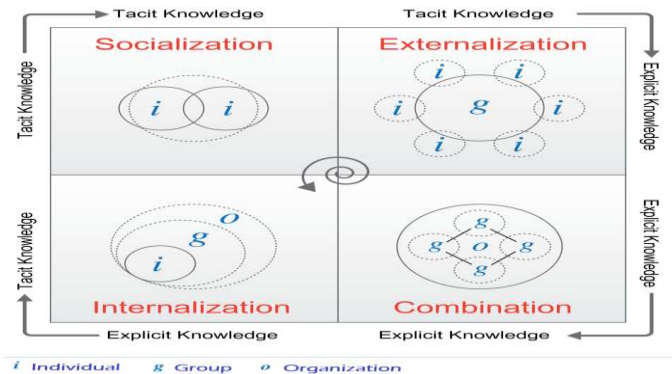 Tacit Knowledge
Tacit Knowledge
Socialization
Externalization
Tacit Knowledge
i
i
i
i
i
g
i
i
i
Explicit Knowledge
Tacit Knowledge
o
g
i
g
g
o
g
g
Explicit Knowledge
Internalization
Combination
Explicit Knowledge
Explicit Knowledge
i Individual g Group o Organization